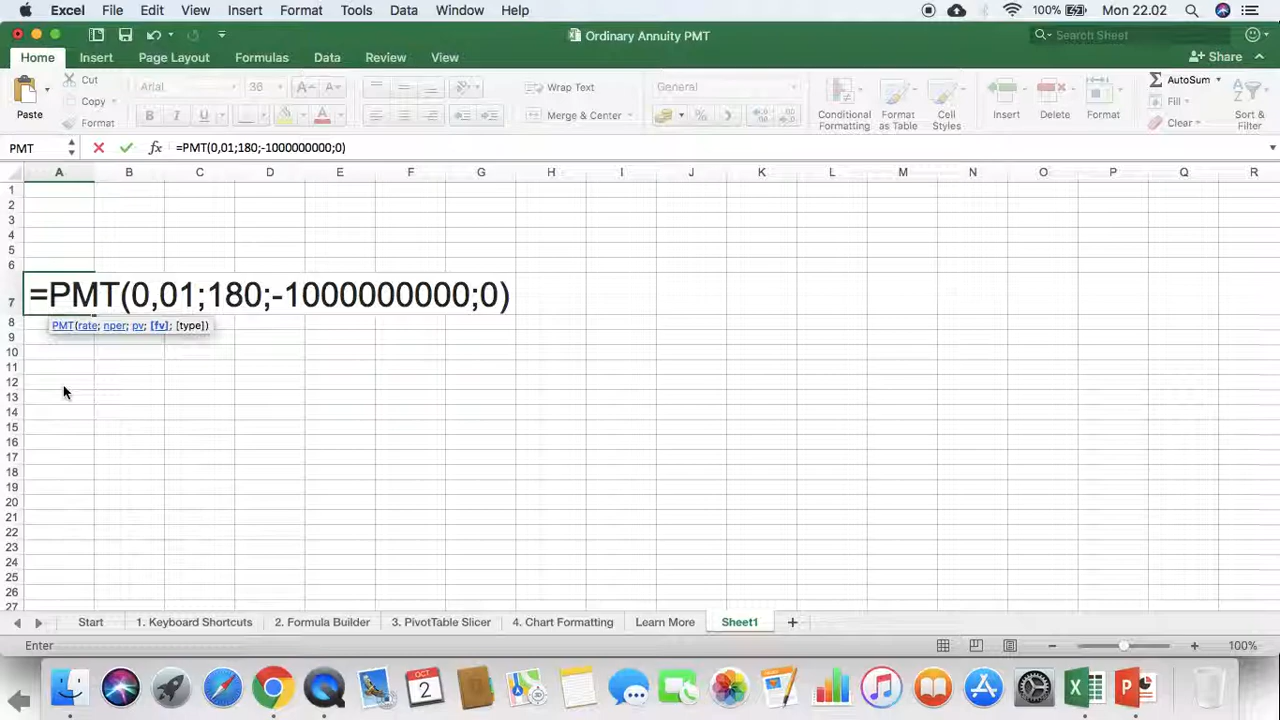 Excel File Edit View Insert Format Tools Data Window Help 100% Mon 22.02
Ordinary Annuity PMT
Search Sheet
Home Insert Page Layout Formulas Data Review View Share
Paste
Cut
Copy
Format
Arial 36
A A
B I U
A
Wrap Text
Merge & Center
General
%
Conditional Formatting
Format as Table
Cell Styles
Insert
Delete
Format
AutoSum
Fill
Clear
Sort & Filter
PMT fx =PMT(0,01;180;-1000000000;0)
A B C D E F G H I J K L M N O P Q R
1
2
3
4
5
6
7 =PMT(0,01;180;-1000000000;0)
PMT(rate; nper; pv; [fv]; [type])
8
9
10
11
12
13
14
15
16
17
18
19
20
21
22
23
24
25
26
27
Start 1. Keyboard Shortcuts 2. Formula Builder 3. PivotTable Slicer 4. Chart Formatting Learn More Sheet1 +
Enter 100%
OCT
2